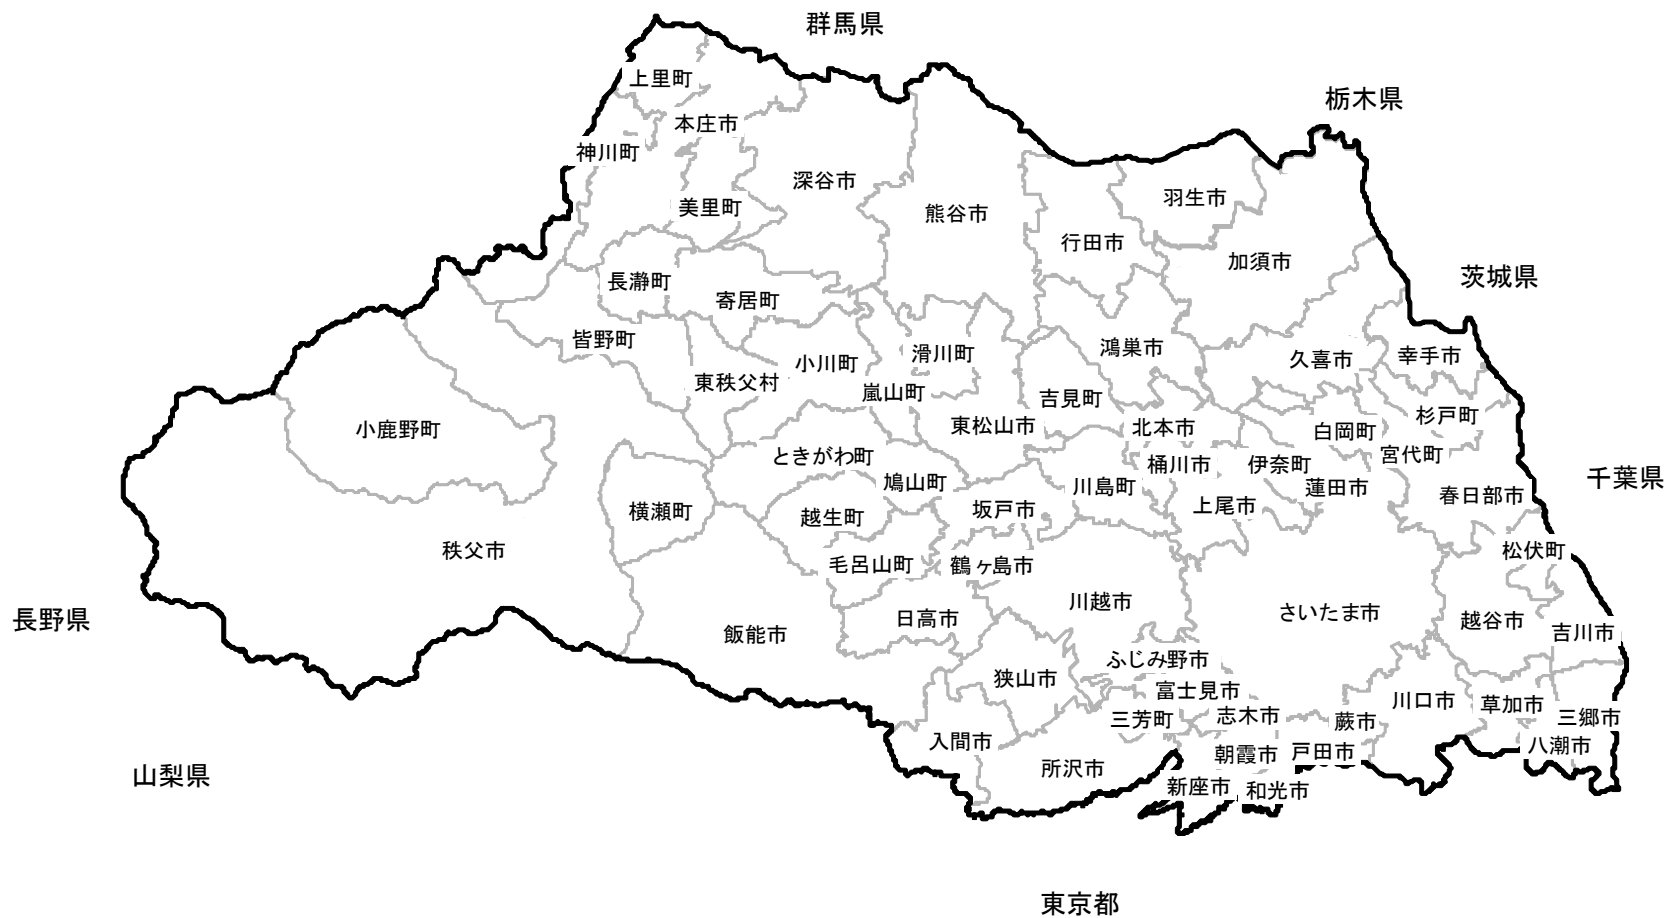 群馬県
上里町
栃木県
本庄市
神川町
深谷市
羽生市
美里町
熊谷市
行田市
加須市
茨城県
長瀞町
寄居町
皆野町
鴻巣市
滑川町
幸手市
久喜市
小川町
東秩父村
嵐山町
吉見町
杉戸町
東松山市
北本市
小鹿野町
白岡町
宮代町
ときがわ町
桶川市
伊奈町
千葉県
鳩山町
川島町
蓮田市
春日部市
横瀬町
坂戸市
上尾市
越生町
秩父市
松伏町
毛呂山町
鶴ヶ島市
川越市
さいたま市
長野県
日高市
越谷市
飯能市
吉川市
ふじみ野市
狭山市
富士見市
川口市
草加市
三芳町
志木市
蕨市
三郷市
入間市
八潮市
朝霞市
戸田市
所沢市
山梨県
新座市
和光市
東京都